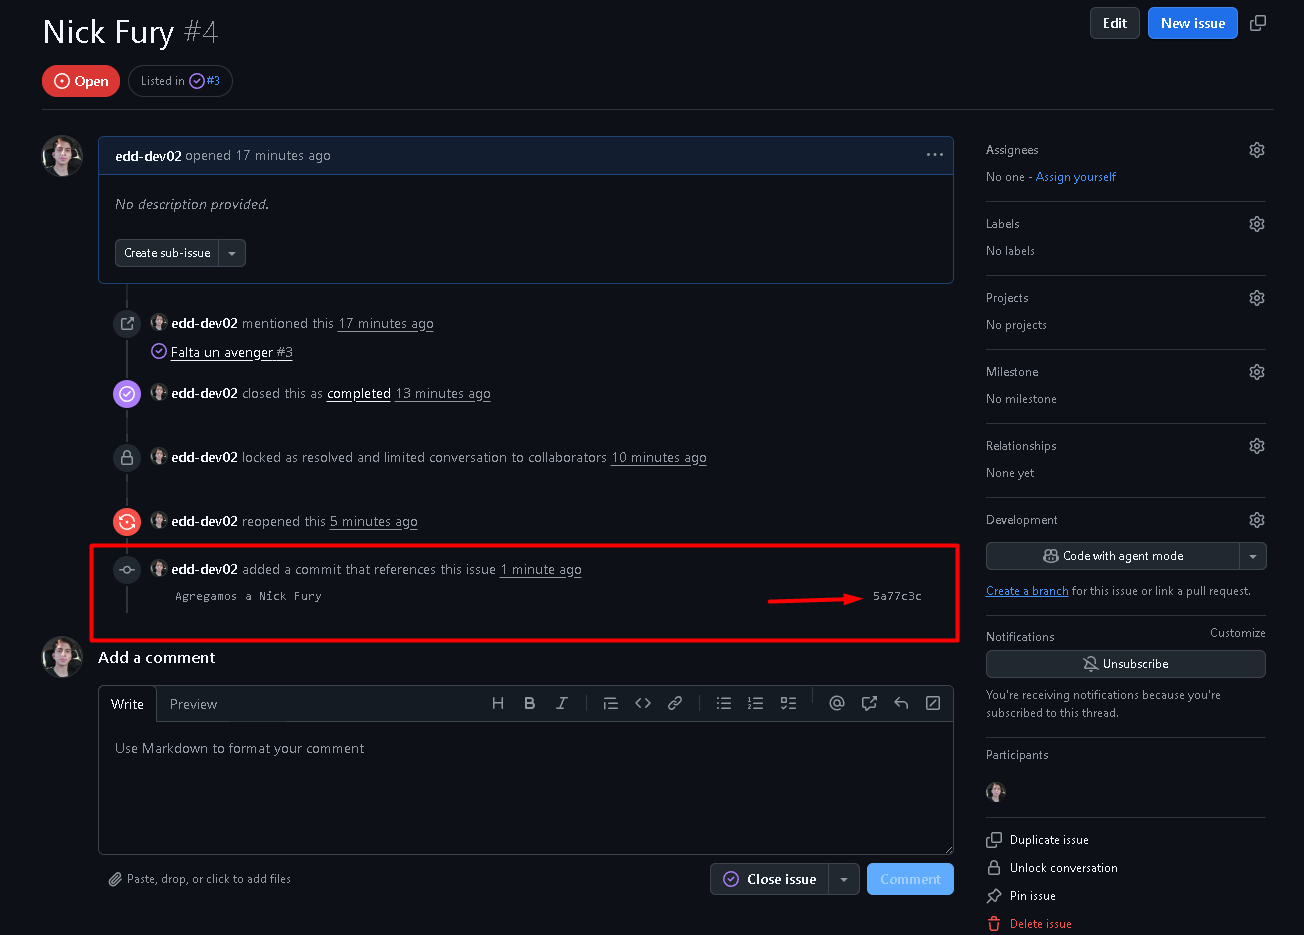 Nick Fury #4
Edit
New issue
Open
Listed in #3
edd-dev02 opened 17 minutes ago
No description provided.
Create sub-issue
edd-dev02 mentioned this 17 minutes ago
Falta un avenger #3
edd-dev02 closed this as completed 13 minutes ago
edd-dev02 locked as resolved and limited conversation to collaborators 10 minutes ago
edd-dev02 reopened this 5 minutes ago
edd-dev02 added a commit that references this issue 1 minute ago
Agregamos a Nick Fury 5a77c3c
Add a comment
Write Preview
Use Markdown to format your comment
Paste, drop, or click to add files
Close issue
Comment
Assignees
No one - Assign yourself
Labels
No labels
Projects
No projects
Milestone
No milestone
Relationships
None yet
Development
Code with agent mode
Create a branch for this issue or link a pull request.
Notifications Customize
Unsubscribe
You're receiving notifications because you're
subscribed to this thread.
Participants
Duplicate issue
Unlock conversation
Pin issue
Delete issue